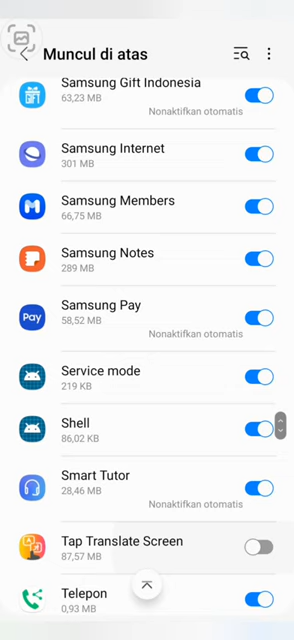 Muncul di atas
Samsung Gift Indonesia
63,23 MB
Nonaktifkan otomatis
Samsung Internet
301 MB
Samsung Members
66,75 MB
Samsung Notes
289 MB
Samsung Pay
58,52 MB
Pay
Nonaktifkan otomatis
Service mode
219 KB
Shell
86,02 KB
Smart Tutor
28,46 MB
Nonaktifkan otomatis
Tap Translate Screen
87,57 MB
Telepon
0,93 MB